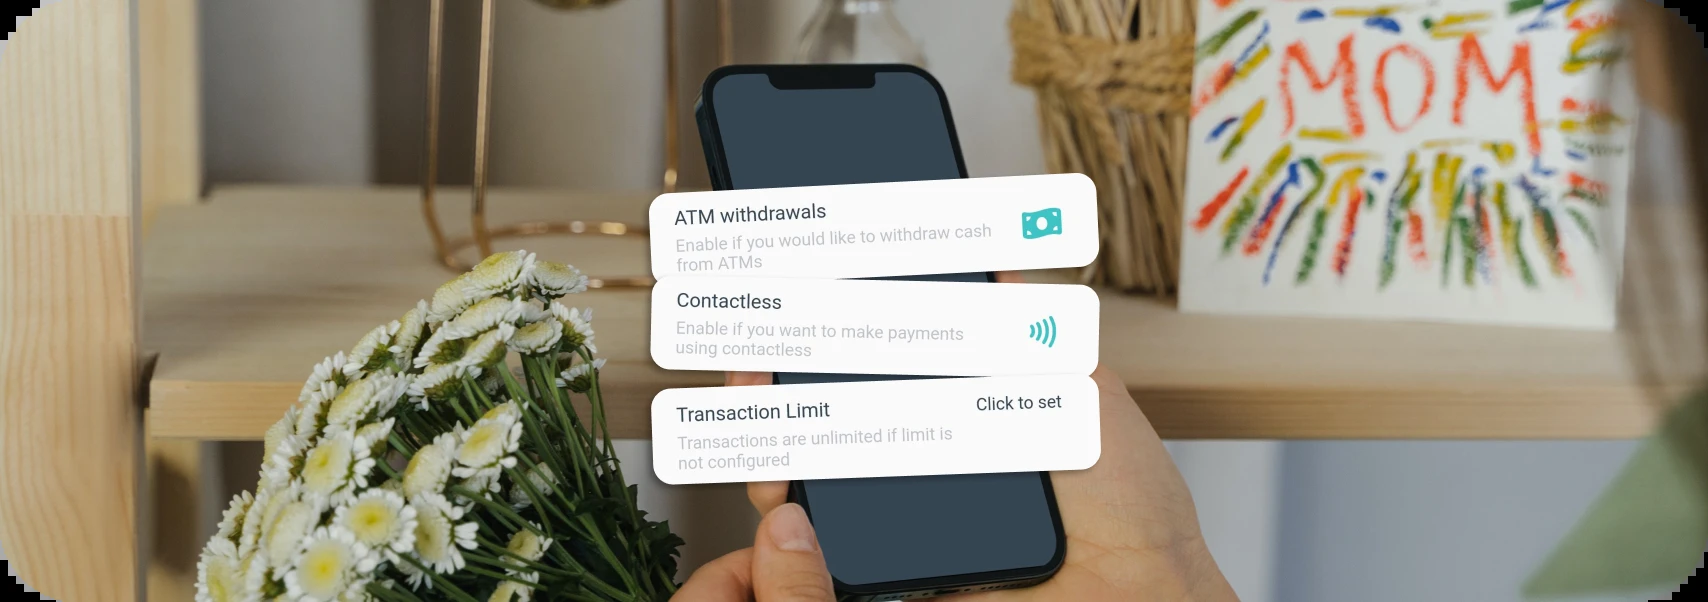 MOM
ATM withdrawals
Enable if you would like to withdraw cash
from ATMs
Contactless
Enable if you want to make payments
using contactless
Transaction Limit
Click to set
Transactions are unlimited if limit is
not configured